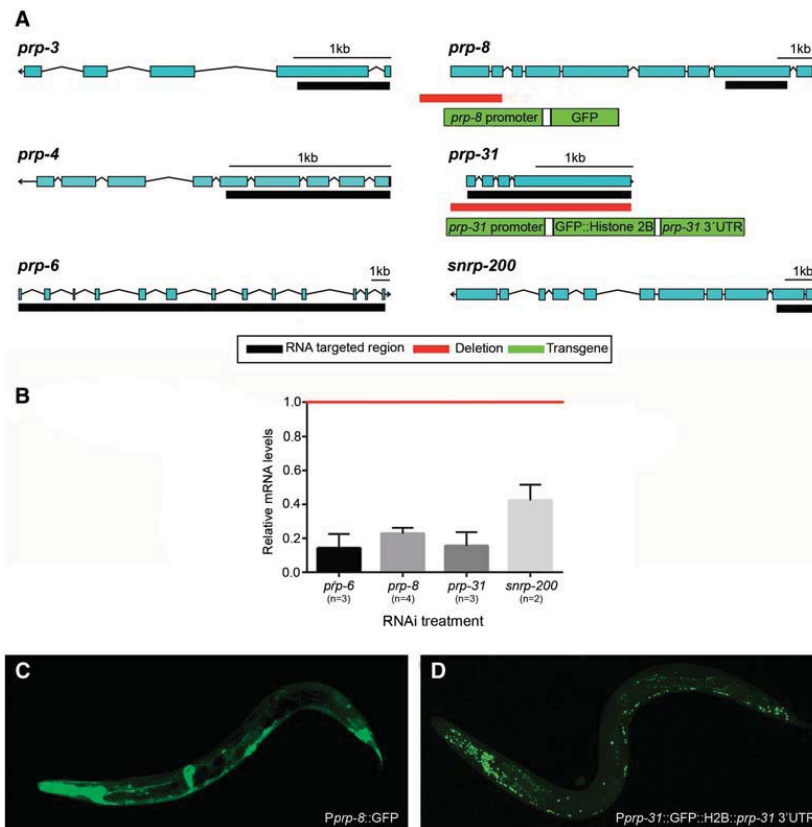 A
prp-3
1kb
prp-8
1kb
prp-8 promoter GFP
prp-4
1kb
prp-31
1kb
prp-31 promoter GFP::Histone 2B prp-31 3´UTR
prp-6
1kb
snrp-200
1kb
RNA targeted region Deletion Transgene
B
Relative mRNA levels
1.0
0.8
0.6
0.4
0.2
0.0
prp-6 prp-8 prp-31 snrp-200
(n=3) (n=4) (n=3) (n=2)
RNAi treatment
C
Pprp-8::GFP
D
Pprp-31::GFP::H2B::prp-31 3´UTR